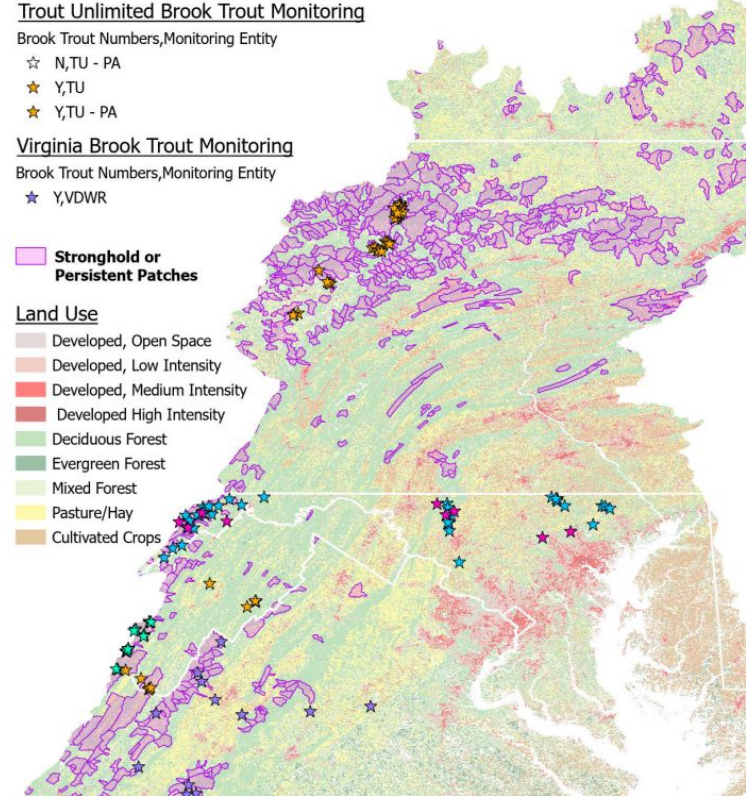 Trout Unlimited Brook Trout Monitoring
Brook Trout Numbers,Monitoring Entity
N,TU - PA
Y,TU
Y,TU - PA
Virginia Brook Trout Monitoring
Brook Trout Numbers,Monitoring Entity
Y,VDWR
Stronghold or
Persistent Patches
Land Use
Developed, Open Space
Developed, Low Intensity
Developed, Medium Intensity
Developed High Intensity
Deciduous Forest
Evergreen Forest
Mixed Forest
Pasture/Hay
Cultivated Crops